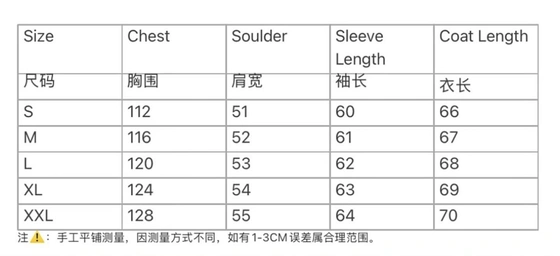 Size Chest Soulder Sleeve Length Coat Length
尺码 胸围 肩宽 袖长 衣长
S 112 51 60 66
M 116 52 61 67
L 120 53 62 68
XL 124 54 63 69
XXL 128 55 64 70
注⚠️：手工平铺测量，因测量方式不同，如有1-3CM误差属合理范围。